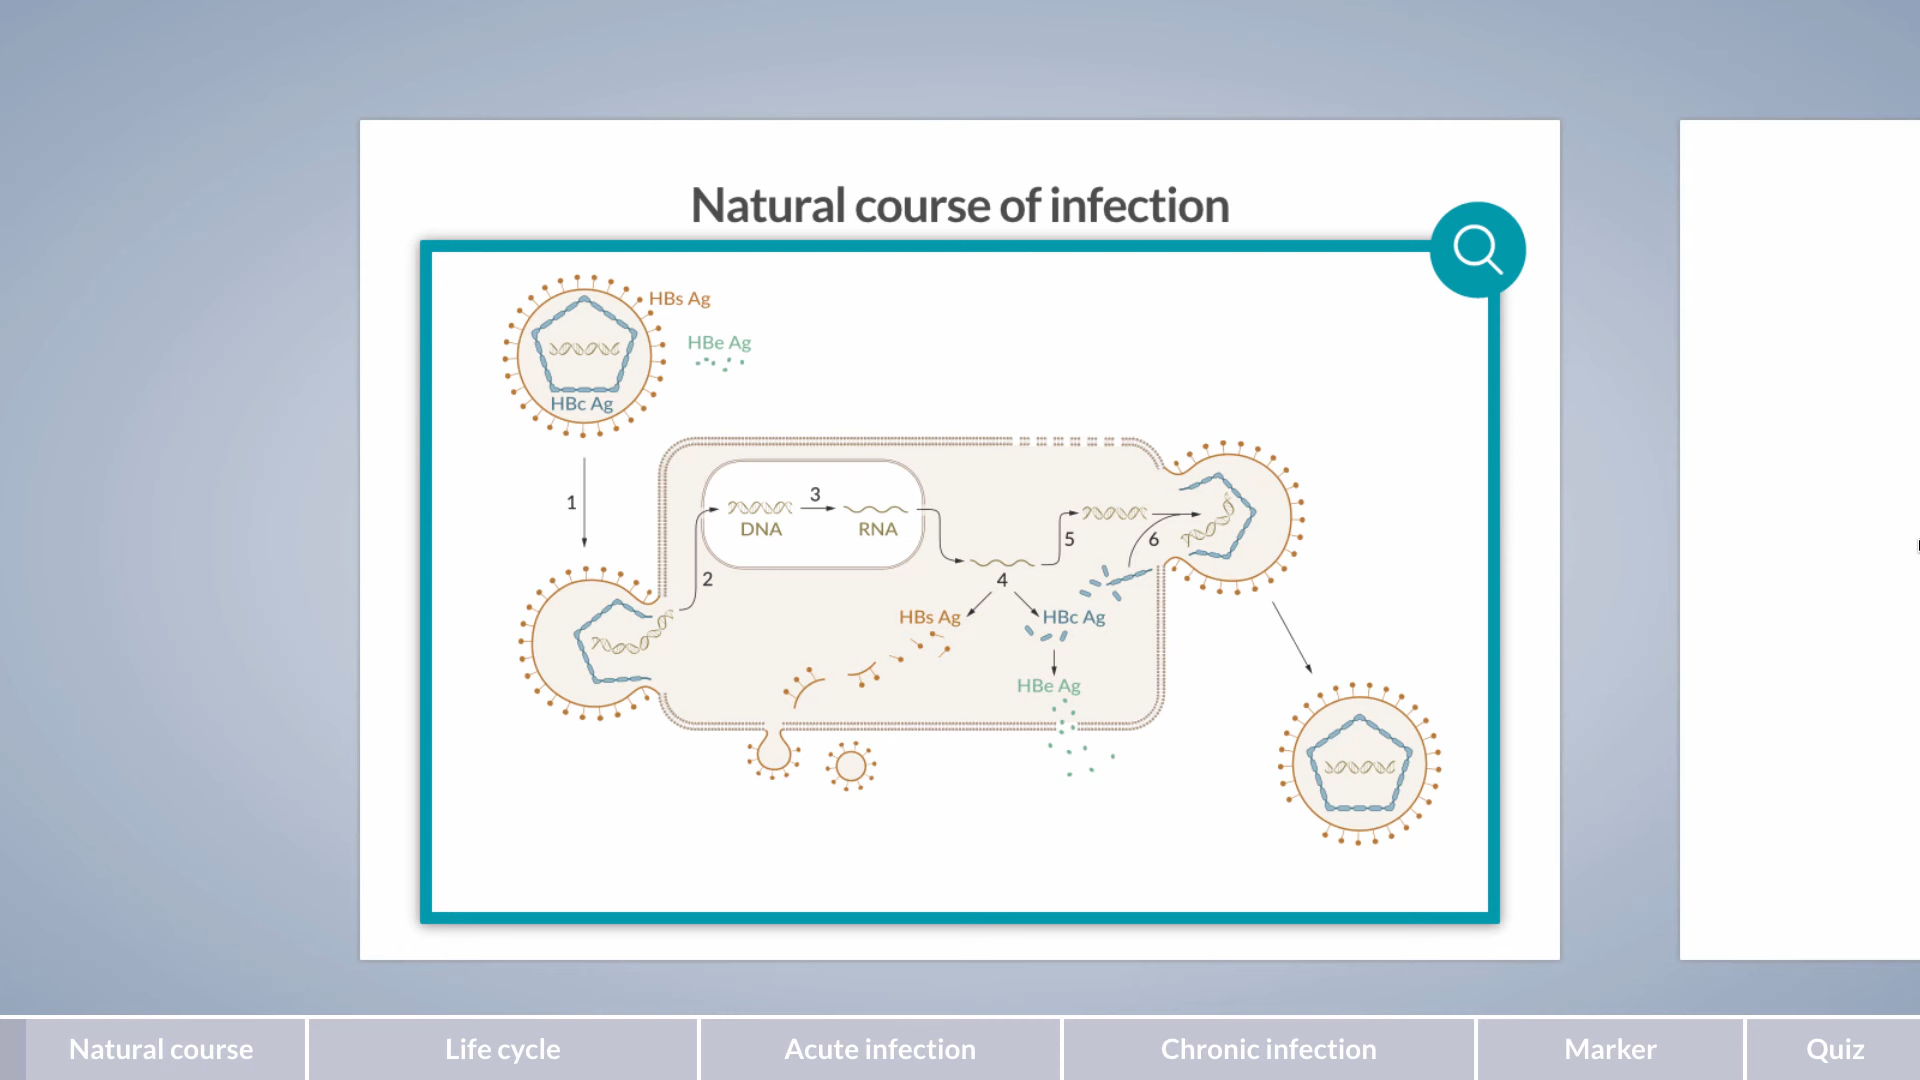 Natural course of infection
HBs Ag
HBe Ag
HBc Ag
1
3
DNA
RNA
2
5
6
4
HBs Ag
HBc Ag
HBe Ag
Natural course
Life cycle
Acute infection
Chronic infection
Marker
Quiz